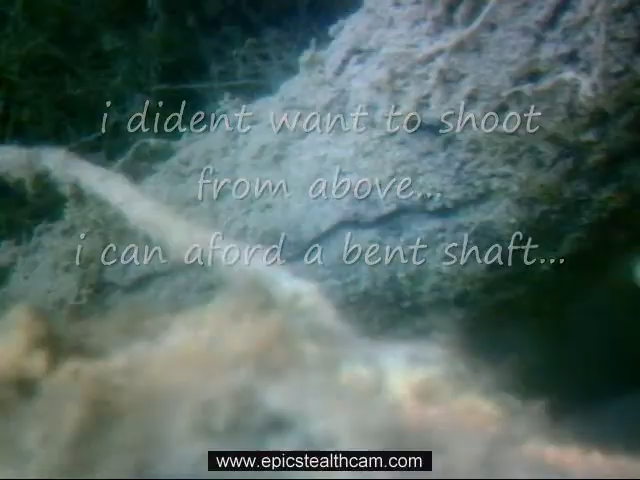 i dident want to shoot
from above...
i can aford a bent shaft...
www.epicstealthcam.com